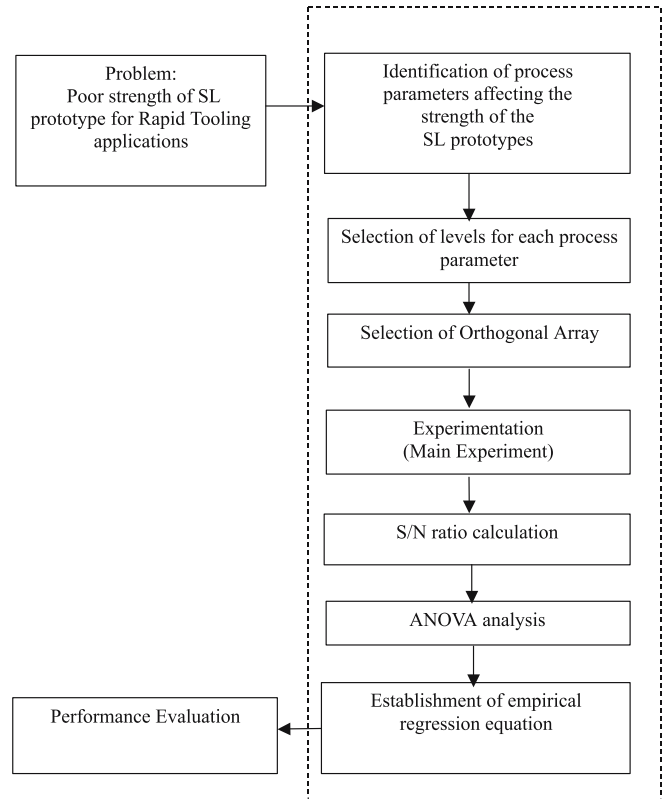 Problem:
Poor strength of SL
prototype for Rapid Tooling
applications
Identification of process
parameters affecting the
strength of the
SL prototypes
Selection of levels for each process
parameter
Selection of Orthogonal Array
Experimentation
(Main Experiment)
S/N ratio calculation
ANOVA analysis
Establishment of empirical
regression equation
Performance Evaluation